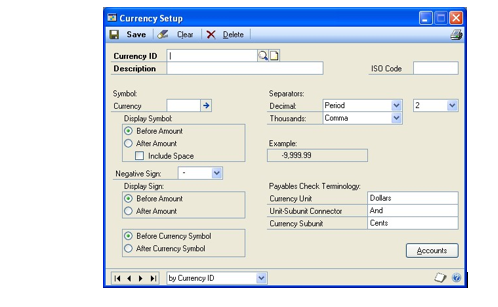 Currency Setup
Save Clear Delete
Currency ID
Description ISO Code
Symbol: Separators:
Currency Decimal: Period 2
Display Symbol: Thousands: Comma
Before Amount
After Amount Example:
Include Space -9,999.99
Negative Sign: -
Display Sign: Payables Check Terminology:
Before Amount Currency Unit Dollars
After Amount Unit-Subunit Connector And
Currency Subunit Cents
Before Currency Symbol
After Currency Symbol Accounts
by Currency ID